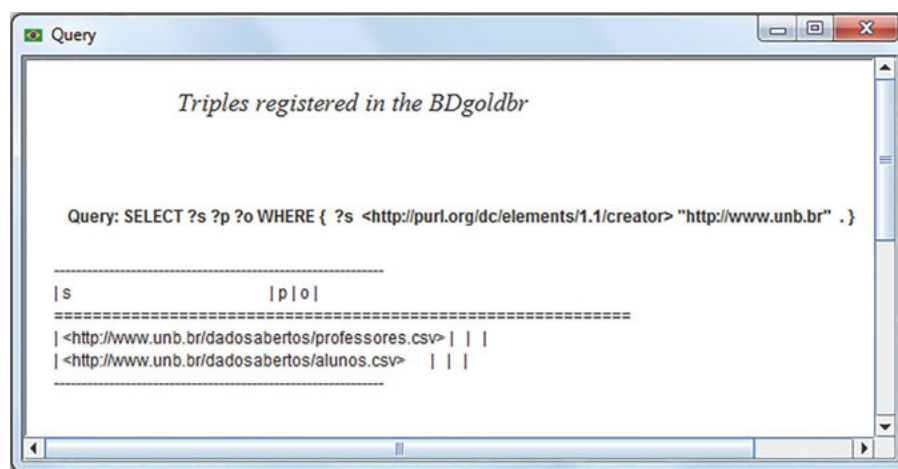 Query
Triples registered in the BDgoldbr
Query: SELECT ?s ?p ?o WHERE { ?s <http://purl.org/dc/elements/1.1/creator> "http://www.unb.br" . }
-----------------------------------------------------------
| s | p | o |
===========================================================
| <http://www.unb.br/dadosabertos/professores.csv> | | |
| <http://www.unb.br/dadosabertos/alunos.csv> | | |
-----------------------------------------------------------